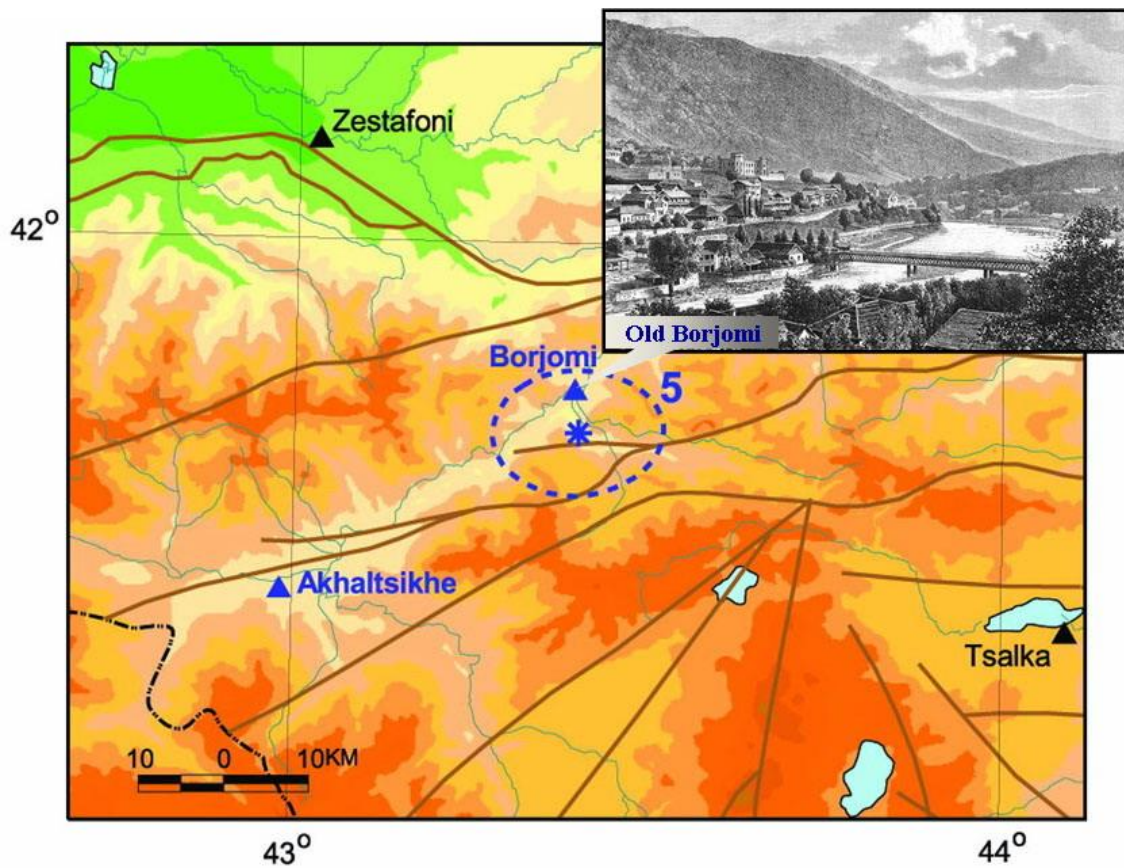 Zestafoni
42°
Old Borjomi
Borjomi
5
Akhaltsikhe
Tsalka
10 0 10KM
43° 44°